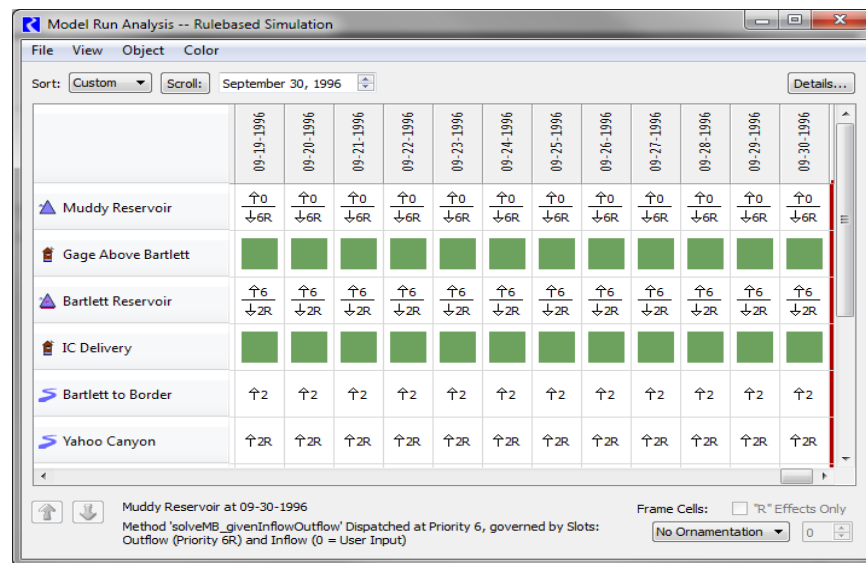 Model Run Analysis -- Rulebased Simulation
File View Object Color
Sort: Custom Scroll: September 30, 1996 Details...
09-19-1996 09-20-1996 09-21-1996 09-22-1996 09-23-1996 09-24-1996 09-25-1996 09-26-1996 09-27-1996 09-28-1996 09-29-1996 09-30-1996
Muddy Reservoir
↑0 ↑0 ↑0 ↑0 ↑0 ↑0 ↑0 ↑0 ↑0 ↑0 ↑0 ↑0
↓6R ↓6R ↓6R ↓6R ↓6R ↓6R ↓6R ↓6R ↓6R ↓6R ↓6R ↓6R
Gage Above Bartlett
Bartlett Reservoir
↑6 ↑6 ↑6 ↑6 ↑6 ↑6 ↑6 ↑6 ↑6 ↑6 ↑6 ↑6
↓2R ↓2R ↓2R ↓2R ↓2R ↓2R ↓2R ↓2R ↓2R ↓2R ↓2R ↓2R
IC Delivery
Bartlett to Border ↑2 ↑2 ↑2 ↑2 ↑2 ↑2 ↑2 ↑2 ↑2 ↑2 ↑2 ↑2
Yahoo Canyon ↑2R ↑2R ↑2R ↑2R ↑2R ↑2R ↑2R ↑2R ↑2R ↑2R ↑2R ↑2R
Muddy Reservoir at 09-30-1996
Method 'solveMB_givenInflowOutflow' Dispatched at Priority 6, governed by Slots:
Outflow (Priority 6R) and Inflow (0 = User Input)
Frame Cells: "R" Effects Only
No Ornamentation 0